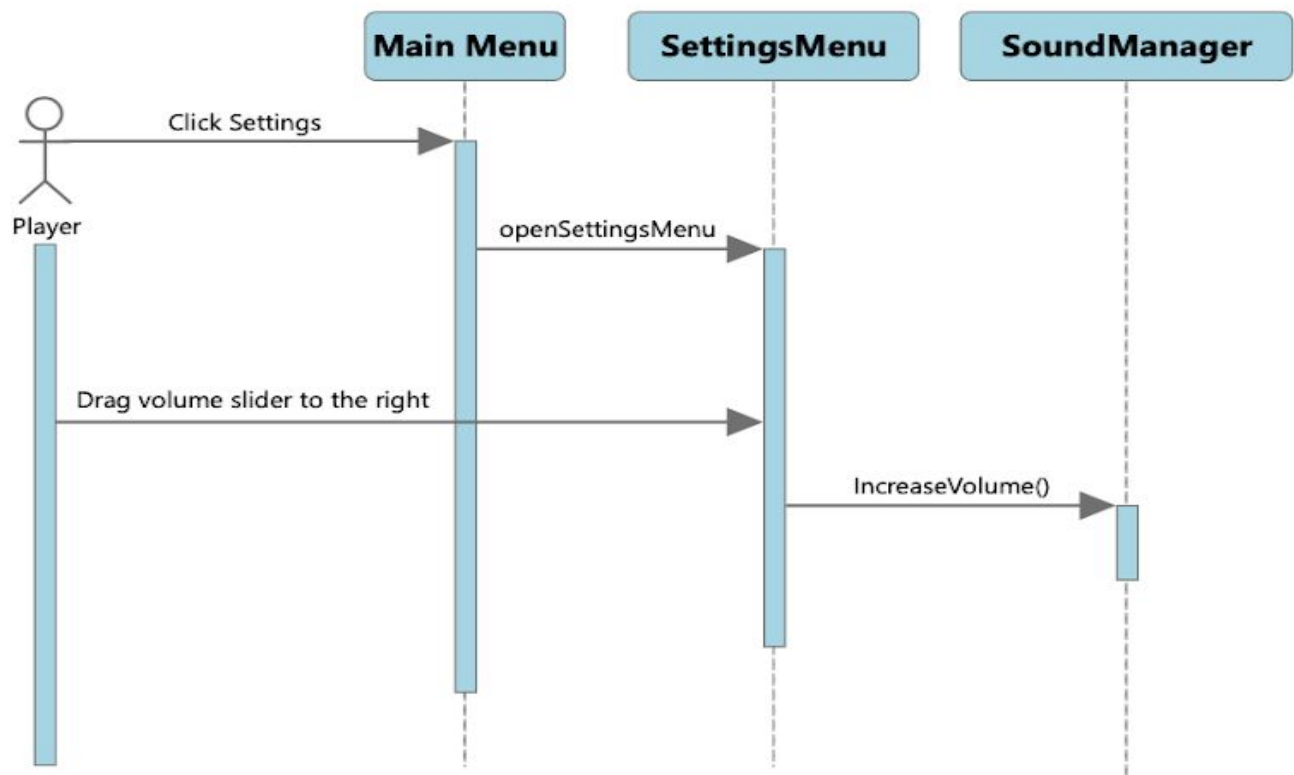 Main Menu
SettingsMenu
SoundManager
Click Settings
Player
openSettingsMenu
Drag volume slider to the right
IncreaseVolume()